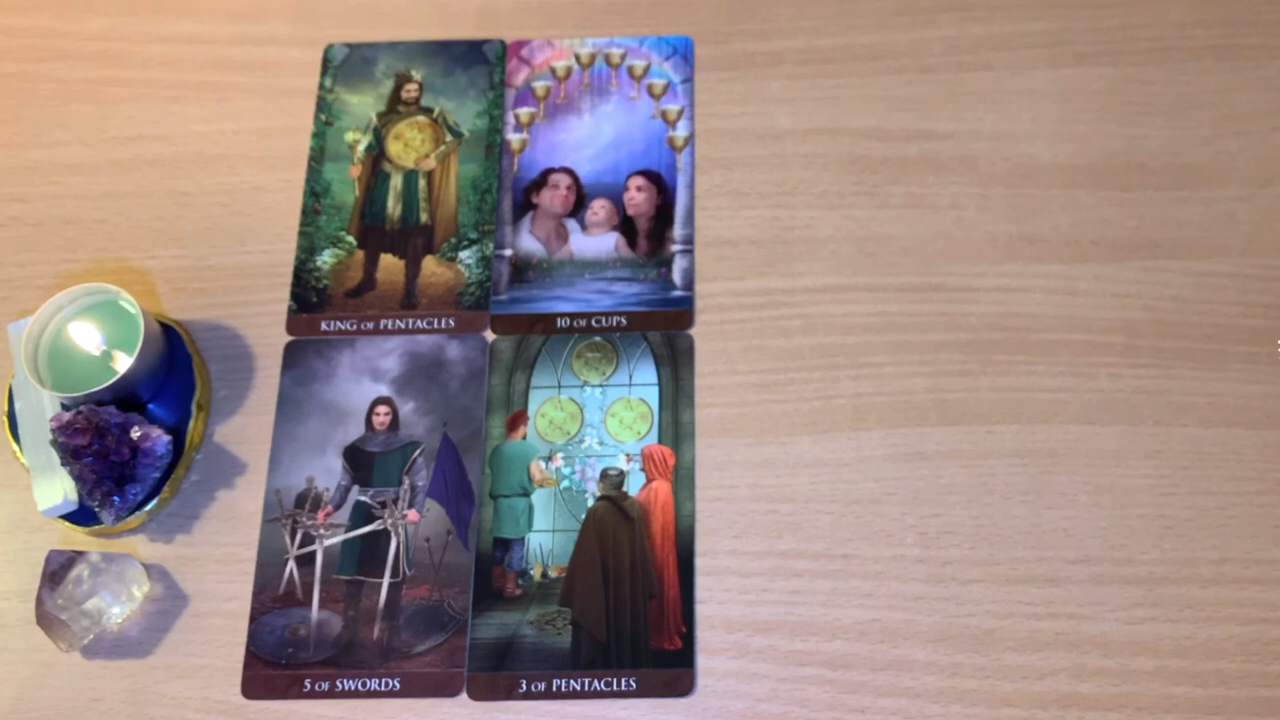 KING OF PENTACLES
10 OF CUPS
5 OF SWORDS
3 OF PENTACLES